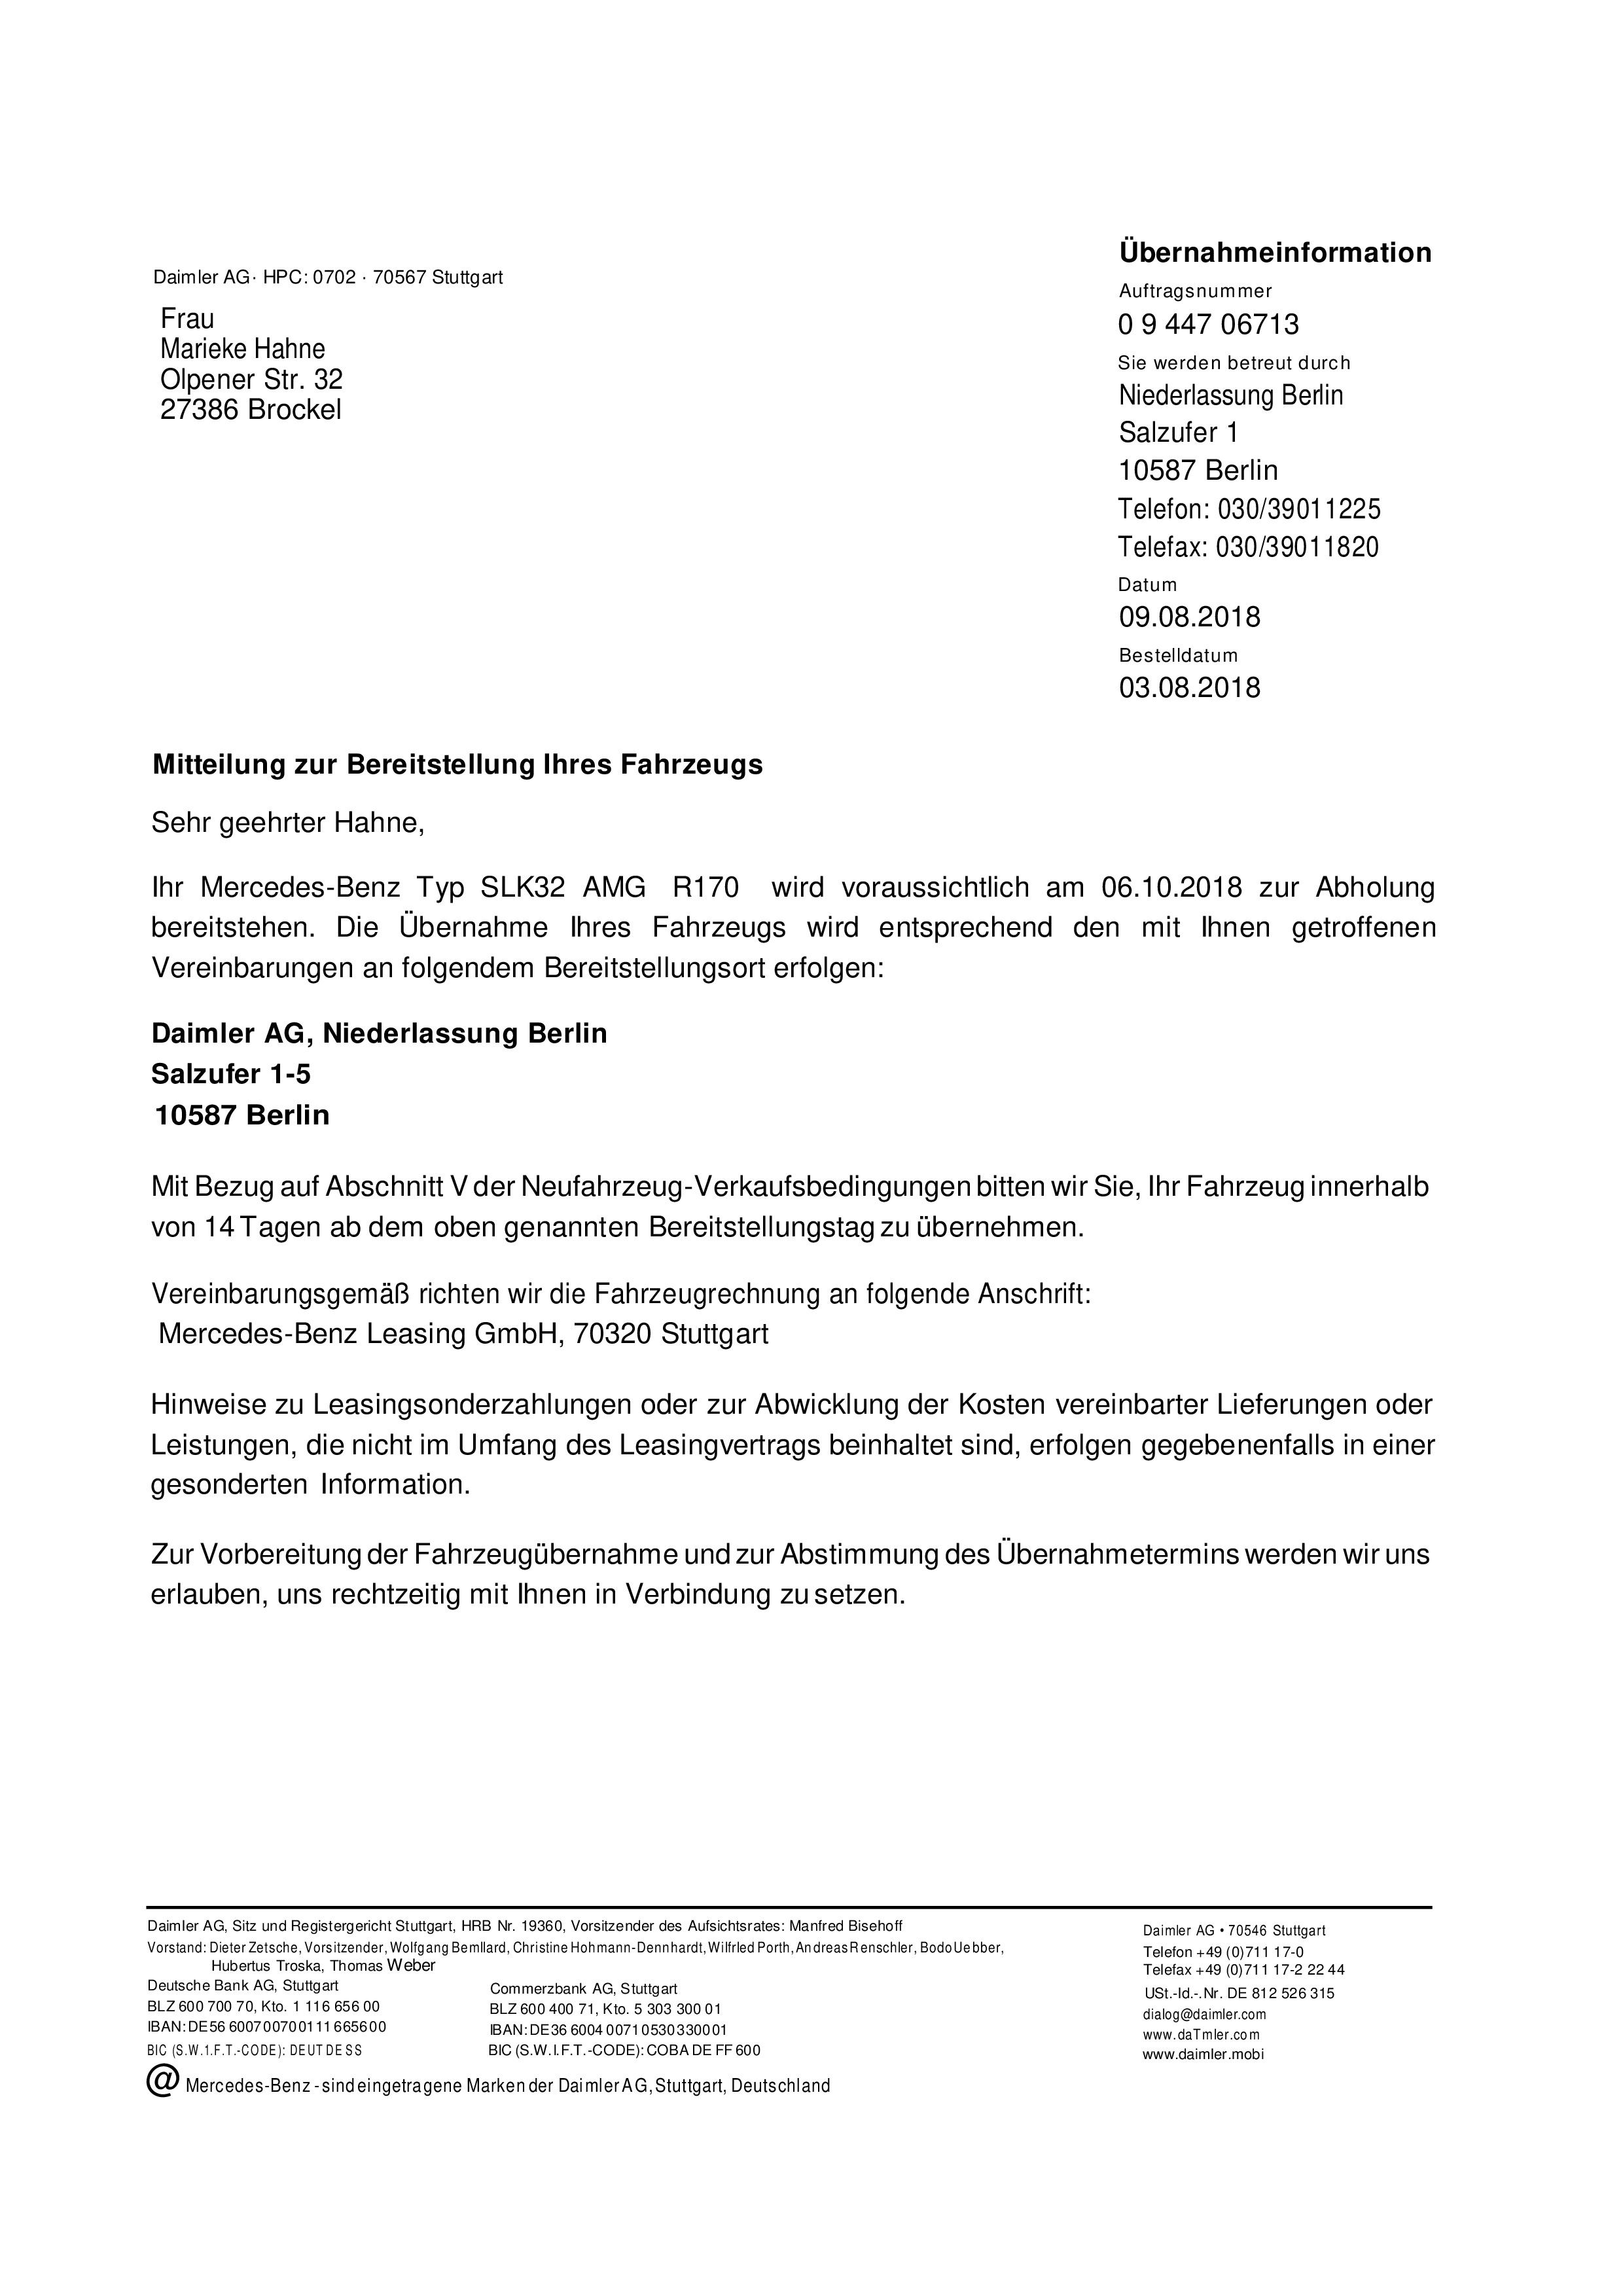 Übernahmeinformation
Daimler AG· HPC: 0702 · 70567 Stuttgart
Frau
Marieke Hahne
Olpener Str. 32
27386 Brockel
Auftragsnummer
0 9 447 06713
Sie werden betreut durch
Niederlassung Berlin
Salzufer 1
10587 Berlin
Telefon: 030/39011225
Telefax: 030/39011820
Datum
09.08.2018
Bestelldatum
03.08.2018
Mitteilung zur Bereitstellung Ihres Fahrzeugs
Sehr geehrter Hahne,
Ihr Mercedes-Benz Typ SLK32 AMG R170 wird voraussichtlich am 06.10.2018 zur Abholung
bereitstehen. Die Übernahme Ihres Fahrzeugs wird entsprechend den mit Ihnen getroffenen
Vereinbarungen an folgendem Bereitstellungsort erfolgen:
Daimler AG, Niederlassung Berlin
Salzufer 1-5
10587 Berlin
Mit Bezug auf Abschnitt V der Neufahrzeug-Verkaufsbedingungen bitten wir Sie, Ihr Fahrzeug innerhalb
von 14 Tagen ab dem oben genannten Bereitstellungstag zu übernehmen.
Vereinbarungsgemäß richten wir die Fahrzeugrechnung an folgende Anschrift:
Mercedes-Benz Leasing GmbH, 70320 Stuttgart
Hinweise zu Leasingsonderzahlungen oder zur Abwicklung der Kosten vereinbarter Lieferungen oder
Leistungen, die nicht im Umfang des Leasingvertrags beinhaltet sind, erfolgen gegebenenfalls in einer
gesonderten Information.
Zur Vorbereitung der Fahrzeugübernahme und zur Abstimmung des Übernahmetermins werden wir uns
erlauben, uns rechtzeitig mit Ihnen in Verbindung zu setzen.
Daimler AG, Sitz und Registergericht Stuttgart, HRB Nr. 19360, Vorsitzender des Aufsichtsrates: Manfred Bisehoff
Vorstand: Dieter Zetsche, Vorsitzender, Wolfgang Bemllard, Christine Hohmann-Dennhardt, Wilfrled Porth, Andreas Renschler, Bodo Uebber,
Hubertus Troska, Thomas Weber
Deutsche Bank AG, Stuttgart
BLZ 600 700 70, Kto. 1 116 656 00
IBAN: DE56 6007 0070 0111 6656 00
BIC (S.W.1.F.T.-CODE): DEUT DE SS
Commerzbank AG, Stuttgart
BLZ 600 400 71, Kto. 5 303 300 01
IBAN: DE36 6004 0071 0530 3300 01
BIC (S.W.I.F.T.-CODE): COBA DE FF 600
Daimler AG • 70546 Stuttgart
Telefon +49 (0)711 17-0
Telefax +49 (0)711 17-2 22 44
USt.-Id.-.Nr. DE 812 526 315
dialog@daimler.com
www.daTmler.com
www.daimler.mobi
@ Mercedes-Benz - sind eingetragene Marken der Daimler AG, Stuttgart, Deutschland